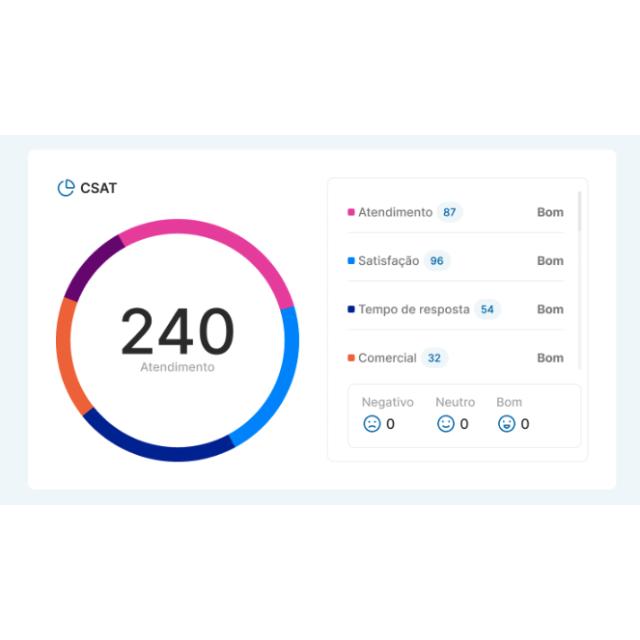 CSAT
240
Atendimento
Atendimento 87 Bom
Satisfação 96 Bom
Tempo de resposta 54 Bom
Comercial 32 Bom
Negativo Neutro Bom
0 0 0